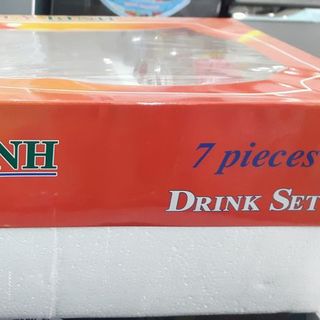 NH
7 pieces
DRINK SET